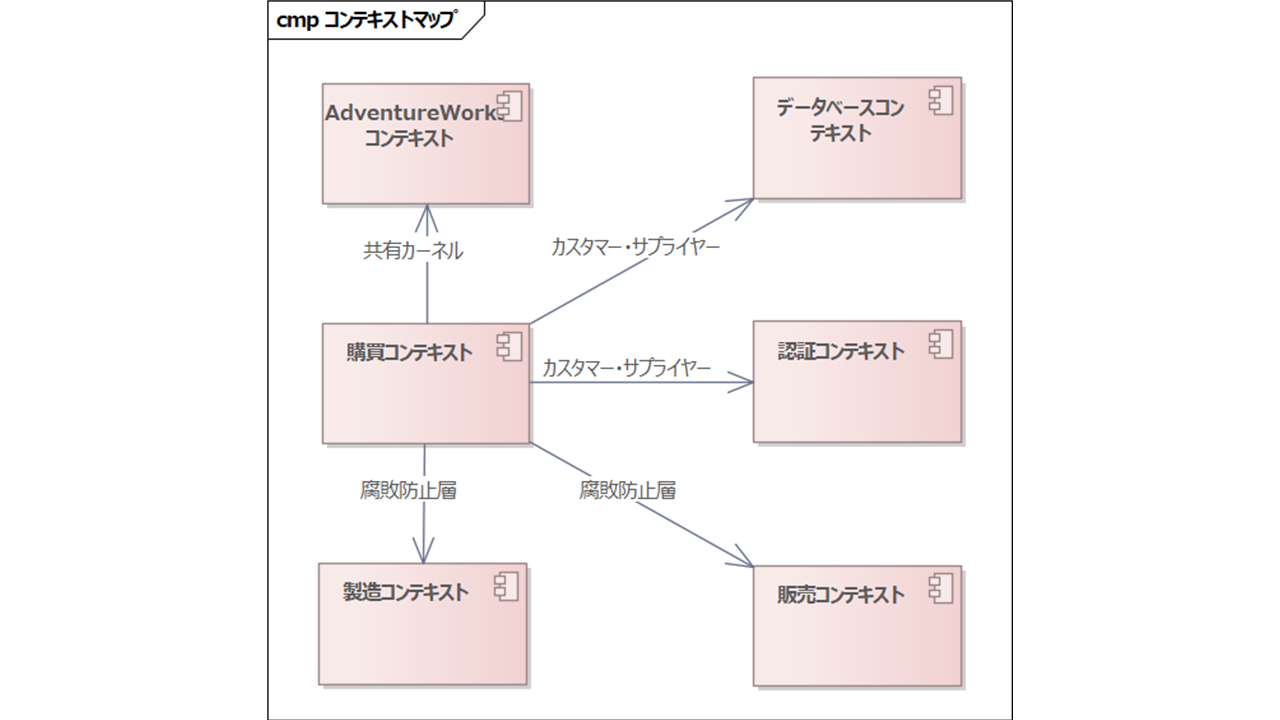 cmp コンテキストマップ
AdventureWorks
コンテキスト
データベースコン
テキスト
共有カーネル
カスタマー・サプライヤー
購買コンテキスト
カスタマー・サプライヤー
認証コンテキスト
腐敗防止層
腐敗防止層
製造コンテキスト
販売コンテキスト